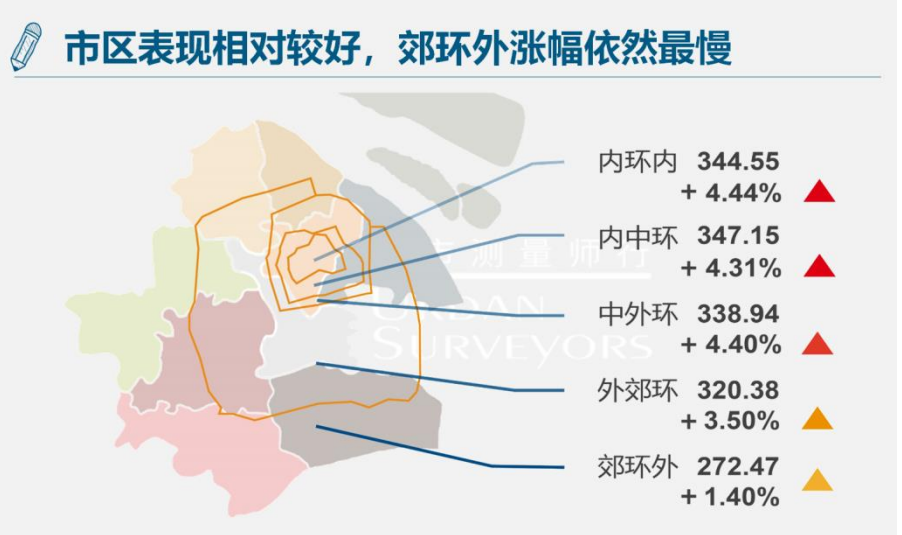 市区表现相对较好，郊环外涨幅依然最慢
内环内 344.55
+ 4.44%
内中环 347.15
+ 4.31%
市测量师行
URBAN
SURVEYORS
中外环 338.94
+ 4.40%
外郊环 320.38
+ 3.50%
郊环外 272.47
+ 1.40%